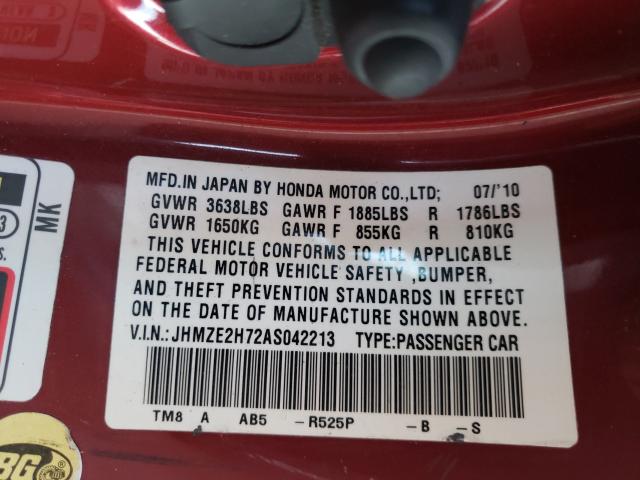 MFD.IN JAPAN BY HONDA MOTOR CO.,LTD; 07/'10
GVWR 3638LBS GAWR F 1885LBS R 1786LBS
GVWR 1650KG GAWR F 855KG R 810KG
THIS VEHICLE CONFORMS TO ALL APPLICABLE
FEDERAL MOTOR VEHICLE SAFETY ,BUMPER,
AND THEFT PREVENTION STANDARDS IN EFFECT
ON THE DATE OF MANUFACTURE SHOWN ABOVE.
V.I.N.: JHMZE2H72AS042213 TYPE:PASSENGER CAR
TM8 A AB5 -R525P -B -S
MK
3
s.
BG